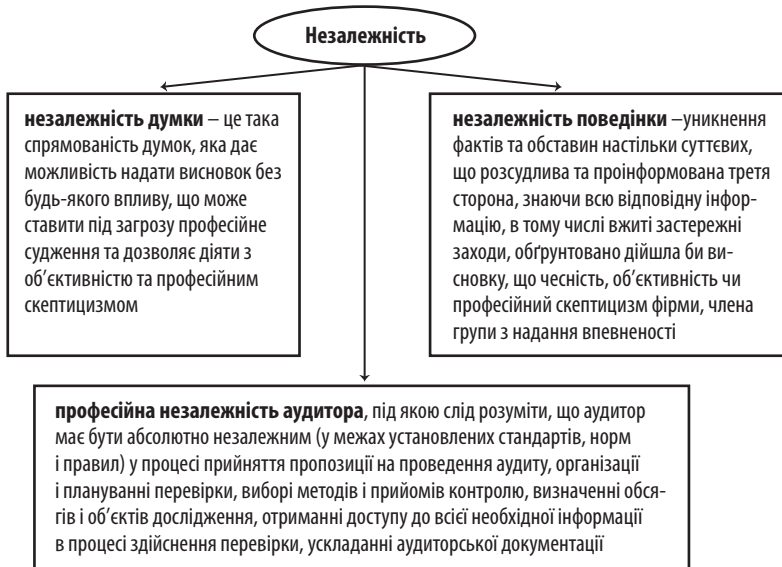 Незалежність
незалежність думки – це така
спрямованість думок, яка дає
можливість надати висновок без
будь-якого впливу, що може
ставити під загрозу професійне
судження та дозволяє діяти з
об’єктивністю та професійним
скептицизмом
незалежність поведінки –уникнення
фактів та обставин настільки суттєвих,
що розсудлива та проінформована третя
сторона, знаючи всю відповідну інфор-
мацію, в тому числі вжиті застережні
заходи, обґрунтовано дійшла би ви-
сновку, що чесність, об’єктивність чи
професійний скептицизм фірми, члена
групи з надання впевненості
професійна незалежність аудитора, під якою слід розуміти, що аудитор
має бути абсолютно незалежним (у межах установлених стандартів, норм
і правил) у процесі прийняття пропозиції на проведення аудиту, організації
і плануванні перевірки, виборі методів і прийомів контролю, визначенні обся-
гів і об’єктів дослідження, отриманні доступу до всієї необхідної інформації
в процесі здійснення перевірки, ускладанні аудиторської документації